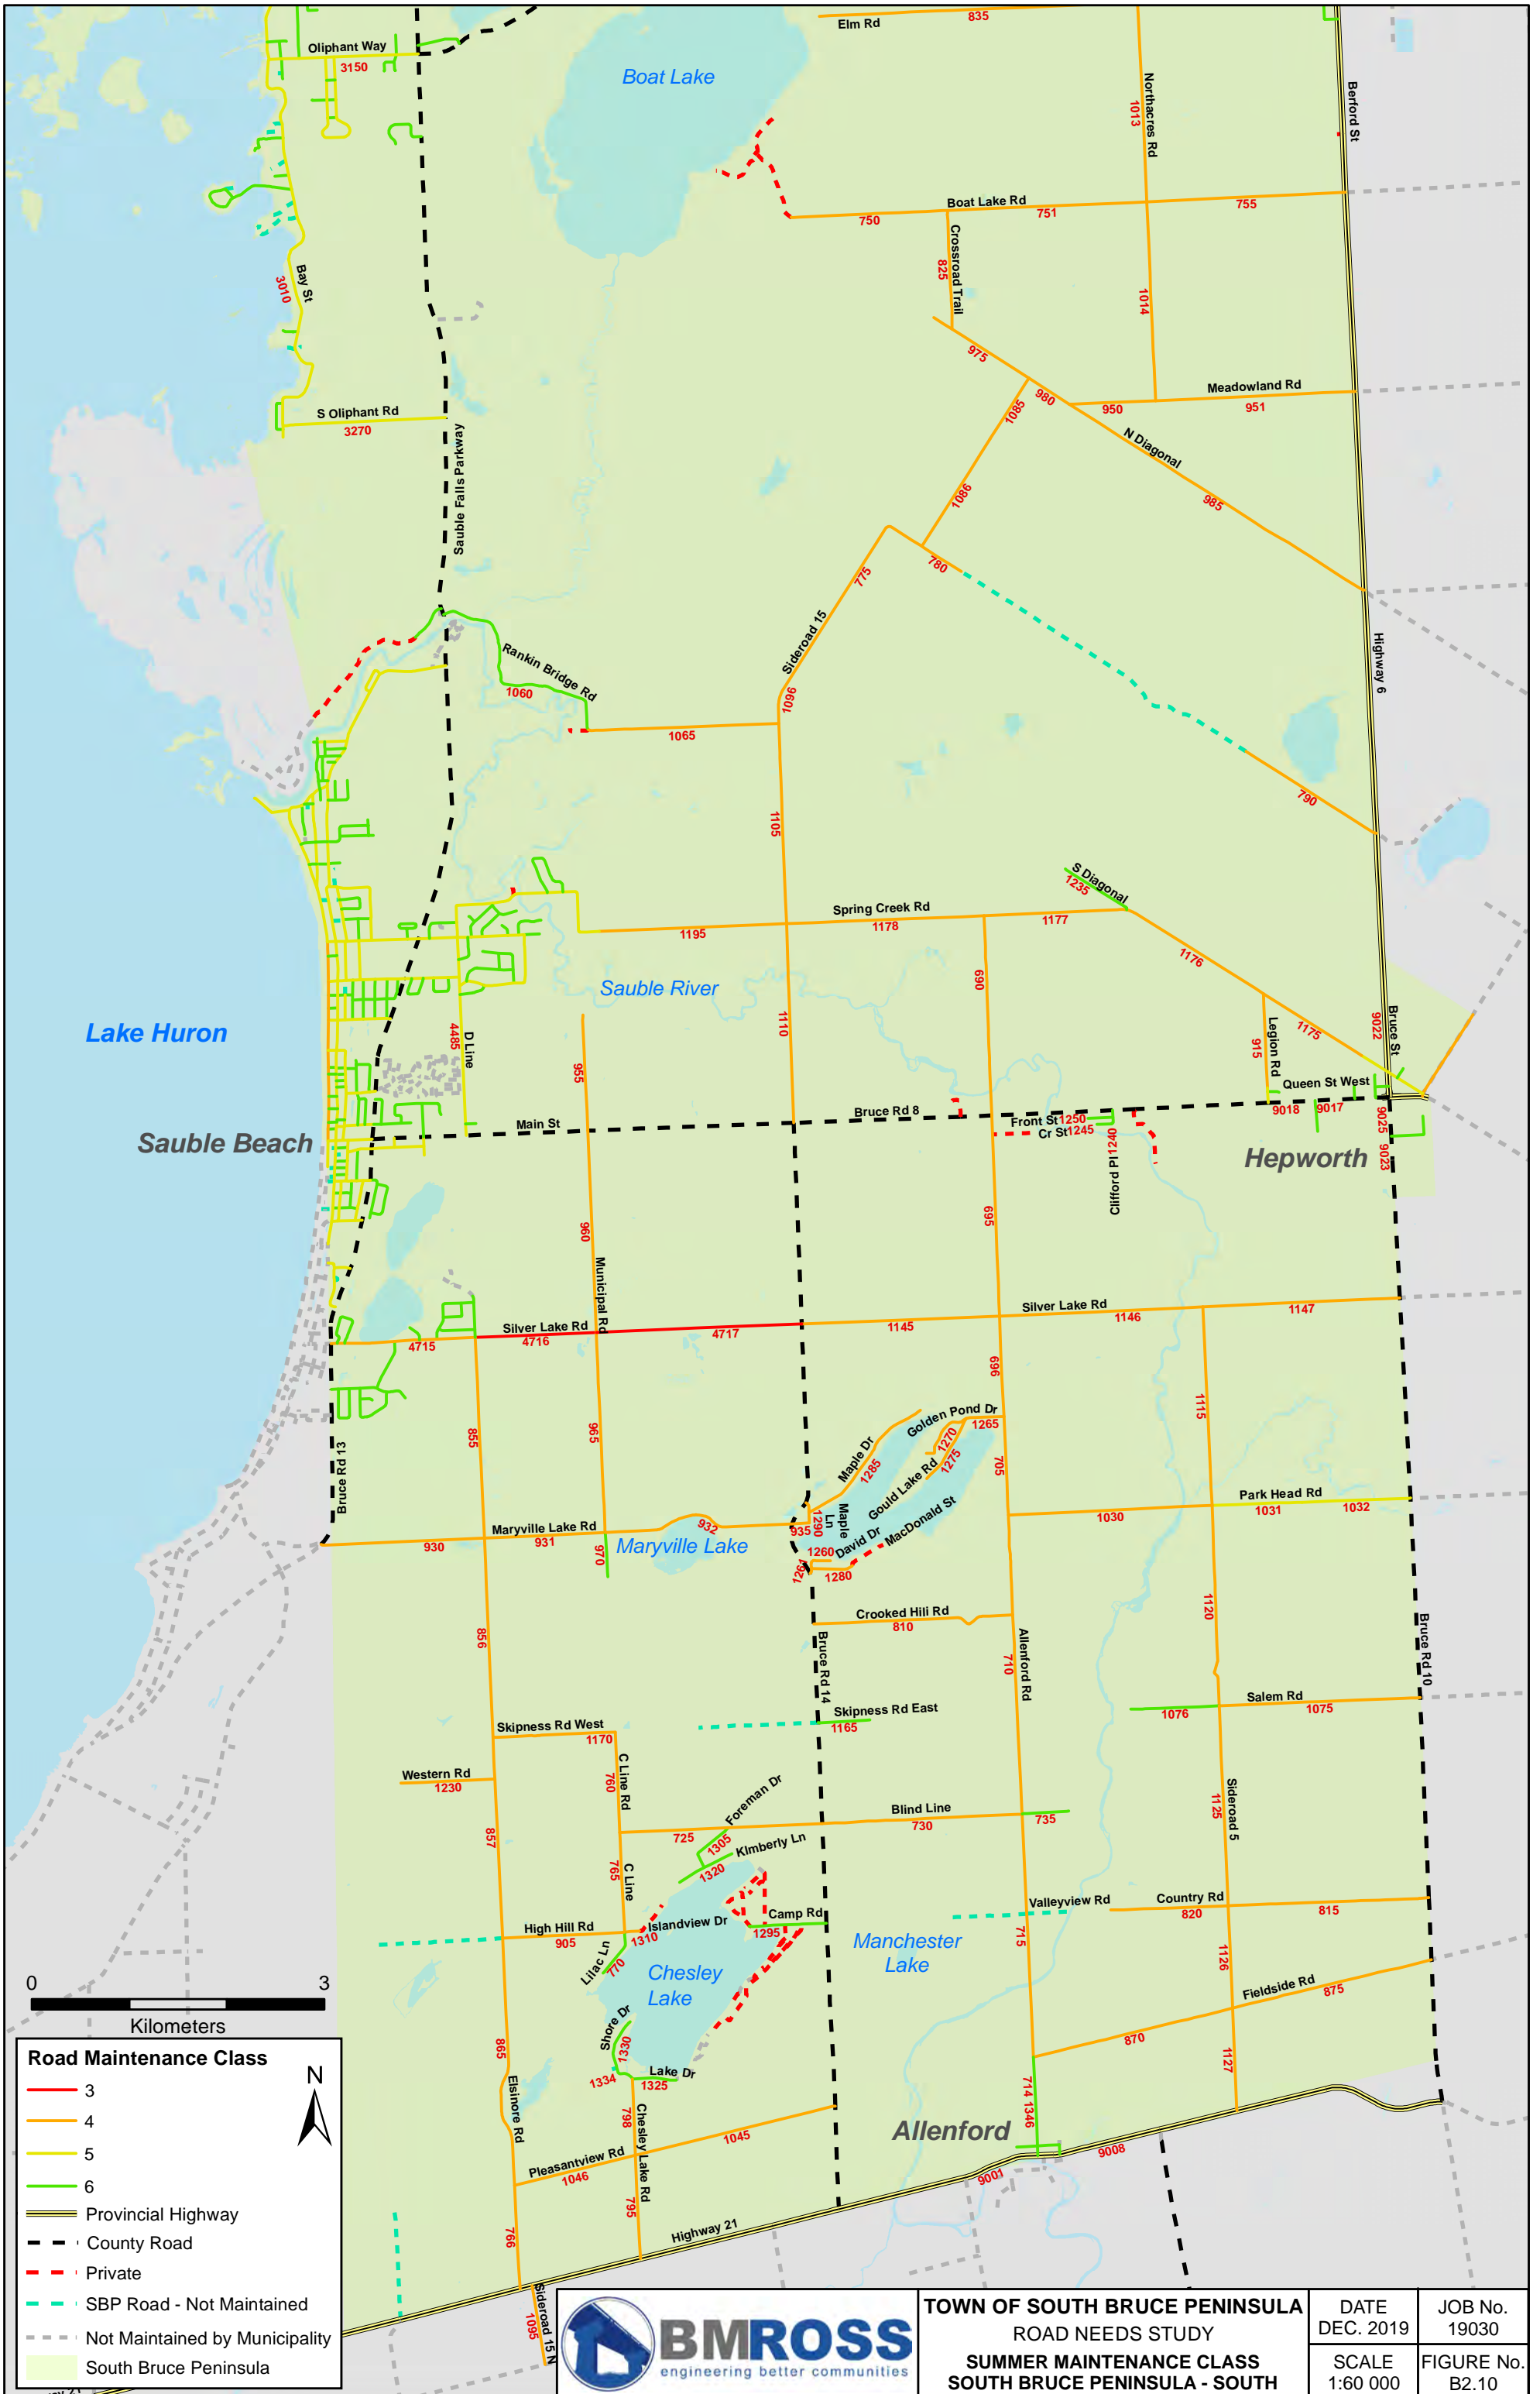 Elm Rd
835
Oliphant Way
3150
Boat Lake
Northacres Rd
1013
Berford St
Boat Lake Rd
750
751
755
Bay St
3010
Crossroad Trail
825
1014
975
980
Meadowland Rd
950
951
S Oliphant Rd
3270
1085
N Diagonal
985
Sauble Falls Parkway
1086
780
775
Sideroad 15
Highway 6
Rankin Bridge Rd
1060
1096
1065
790
1105
S Diagonal
1235
Spring Creek Rd
1195
1178
1177
1176
690
Sauble River
Lake Huron
4485
D Line
955
1110
Legion Rd
915
1175
9022
Bruce St
Queen St West
9018
9017
Bruce Rd 8
Main St
Front St
1250
Cr St
1245
Clifford Pl
1240
9025
9023
Sauble Beach
Hepworth
960
Municipal Rd
695
Silver Lake Rd
1146
1147
1145
Silver Lake Rd
4715
4716
4717
696
1115
855
965
Golden Pond Dr
1265
1270
1275
Maple Dr
1285
Gould Lake Rd
705
Bruce Rd 13
Park Head Rd
1030
1031
1032
MacDonald St
Maple Ln
1290
Maryville Lake Rd
930
931
932
935
970
Maryville Lake
David Dr
1260
1261
1280
Crooked Hill Rd
810
1120
856
Bruce Rd 14
Allenford Rd
710
Bruce Rd 10
Skipness Rd East
1165
Salem Rd
1076
1075
Skipness Rd West
1170
Western Rd
1230
C Line Rd
760
Foreman Dr
1305
Blind Line
725
730
735
Sideroad 5
1125
857
KImberly Ln
1320
C Line
765
Valleyview Rd
Country Rd
820
815
Camp Rd
1295
Islandview Dr
1310
High Hill Rd
905
Lilac Ln
770
Manchester
Lake
715
1126
Chesley
Lake
Fieldside Rd
875
870
Shore Dr
1330
865
1127
1334
Lake Dr
1325
714
1346
Elsinore Rd
798
Chesley Lake Rd
1045
Allenford
Pleasantview Rd
1046
9008
9001
795
766
Highway 21
Sideroad 15 N
1095
0 3
Kilometers
Road Maintenance Class
N
3
4
5
6
Provincial Highway
County Road
Private
SBP Road - Not Maintained
Not Maintained by Municipality
South Bruce Peninsula
BMROSS
engineering better communities
TOWN OF SOUTH BRUCE PENINSULA
ROAD NEEDS STUDY
SUMMER MAINTENANCE CLASS
SOUTH BRUCE PENINSULA - SOUTH
DATE
DEC. 2019
JOB No.
19030
SCALE
1:60 000
FIGURE No.
B2.10